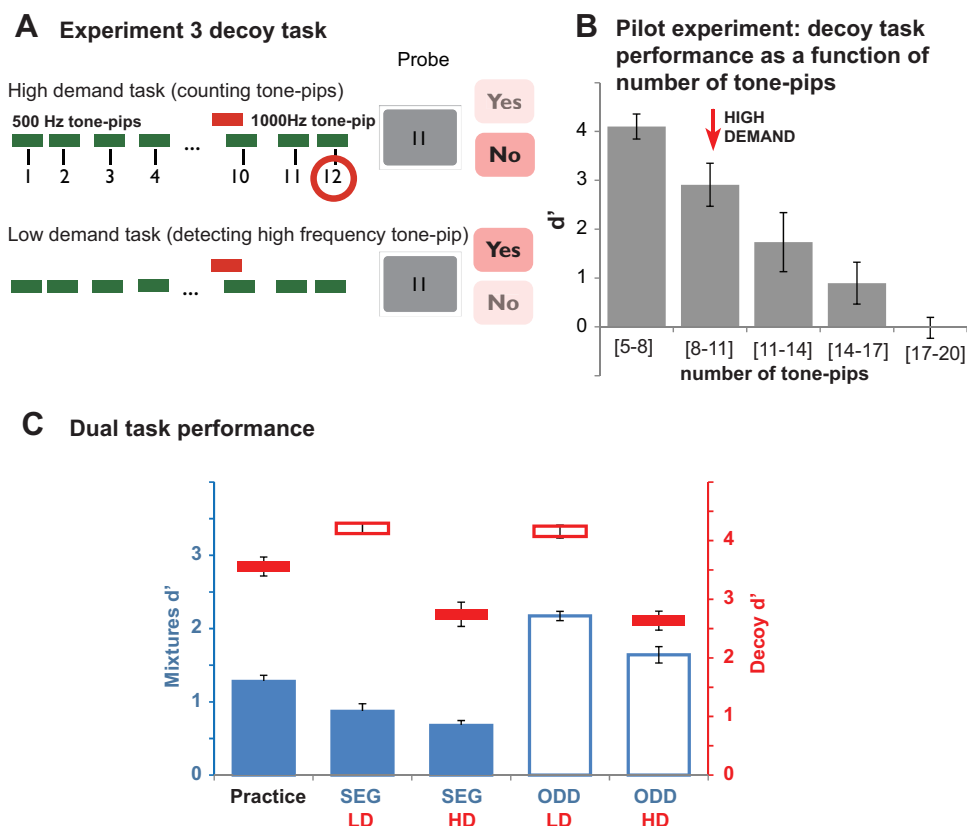 A Experiment 3 decoy task
Probe
High demand task (counting tone-pips)
500 Hz tone-pips ... 1000Hz tone-pip
1 2 3 4 10 11 12
Yes
No
Low demand task (detecting high frequency tone-pip)
...
Yes
No
B Pilot experiment: decoy task
performance as a function of
number of tone-pips
HIGH
DEMAND
d'
4
3
2
1
0
[5-8] [8-11] [11-14] [14-17] [17-20]
number of tone-pips
C Dual task performance
Mixtures d'
3
2
1
0
Decoy d'
4
3
2
1
0
Practice SEG SEG ODD ODD
LD HD LD HD